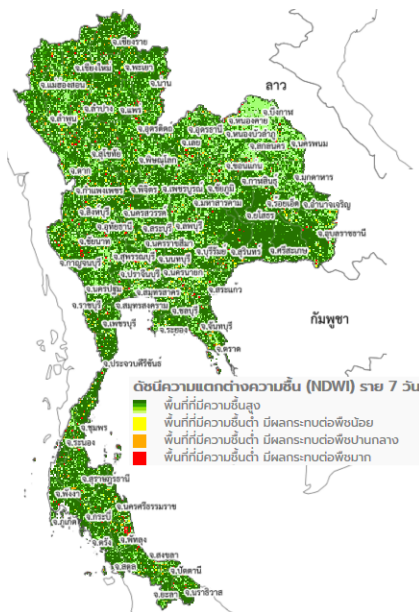 จ.เชียงราย
จ.เชียงใหม่ จ.พะเยา
จ.แม่ฮ่องสอน จ.น่าน
จ.ลำปาง จ.แพร่
จ.ลำพูน
จ.อุตรดิตถ์
จ.สุโขทัย
จ.ตาก จ.พิษณุโลก
จ.เลย จ.อุดรธานี จ.หนองคาย จ.บึงกาฬ
จ.หนองบัวลำภู
จ.สกลนคร จ.นครพนม
จ.ขอนแก่น
จ.กาฬสินธุ์ จ.มุกดาหาร
จ.กำแพงเพชร จ.พิจิตร จ.เพชรบูรณ์ จ.ชัยภูมิ
จ.มหาสารคาม จ.ร้อยเอ็ด จ.อำนาจเจริญ
จ.ยโสธร
จ.สิงหบุรี จ.นครสวรรค์
จ.อุทัยธานี จ.สระบุรี จ.ลพบุรี
จ.ชัยนาท จ.นครราชสีมา
จ.บุรีรัมย์ จ.สุรินทร์ จ.ศรีสะเกษ จ.อุบลราชธานี
จ.กาญจนบุรี จ.สุพรรณบุรี จ.นนทบุรี
จ.ปราจีนบุรี จ.นครนายก
จ.นครปฐม จ.สมุทรสาคร จ.สระแก้ว
จ.ราชบุรี จ.สมุทรสงคราม จ.ชลบุรี
จ.เพชรบุรี จ.ระยอง จ.จันทบุรี
จ.ตราด
จ.ประจวบคีรีขันธ์
ลาว
กัมพูชา
ดัชนีความแตกต่างความชื้น (NDWI) ราย 7 วัน
พื้นที่ที่มีความชื้นสูง
พื้นที่ที่มีความชื้นต่ำ มีผลกระทบต่อพืชน้อย
พื้นที่ที่มีความชื้นต่ำ มีผลกระทบต่อพืชปานกลาง
พื้นที่ที่มีความชื้นต่ำ มีผลกระทบต่อพืชมาก
จ.ชุมพร
จ.ระนอง
จ.สุราษฎร์ธานี
จ.พังงา
จ.นครศรีธรรมราช
จ.ภูเก็ต จ.กระบี่
จ.ตรัง จ.พัทลุง
จ.สงขลา
จ.สตูล จ.ปัตตานี
จ.ยะลา จ.นราธิวาส